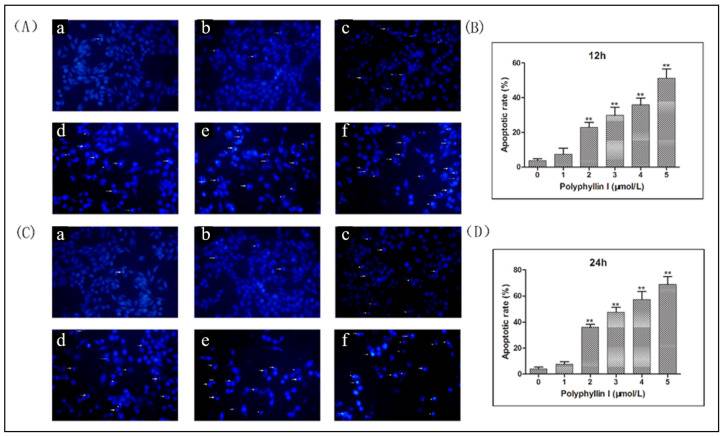 (A)
a
b
c
d
e
f
(B)
12h
Apoptotic rate (%)
60
40
20
0
** ** ** **
0 1 2 3 4 5
Polyphyllin I (μmol/L)
(C)
a
b
c
d
e
f
(D)
24h
Apoptotic rate (%)
80
60
40
20
0
** ** ** **
0 1 2 3 4 5
Polyphyllin I (μmol/L)